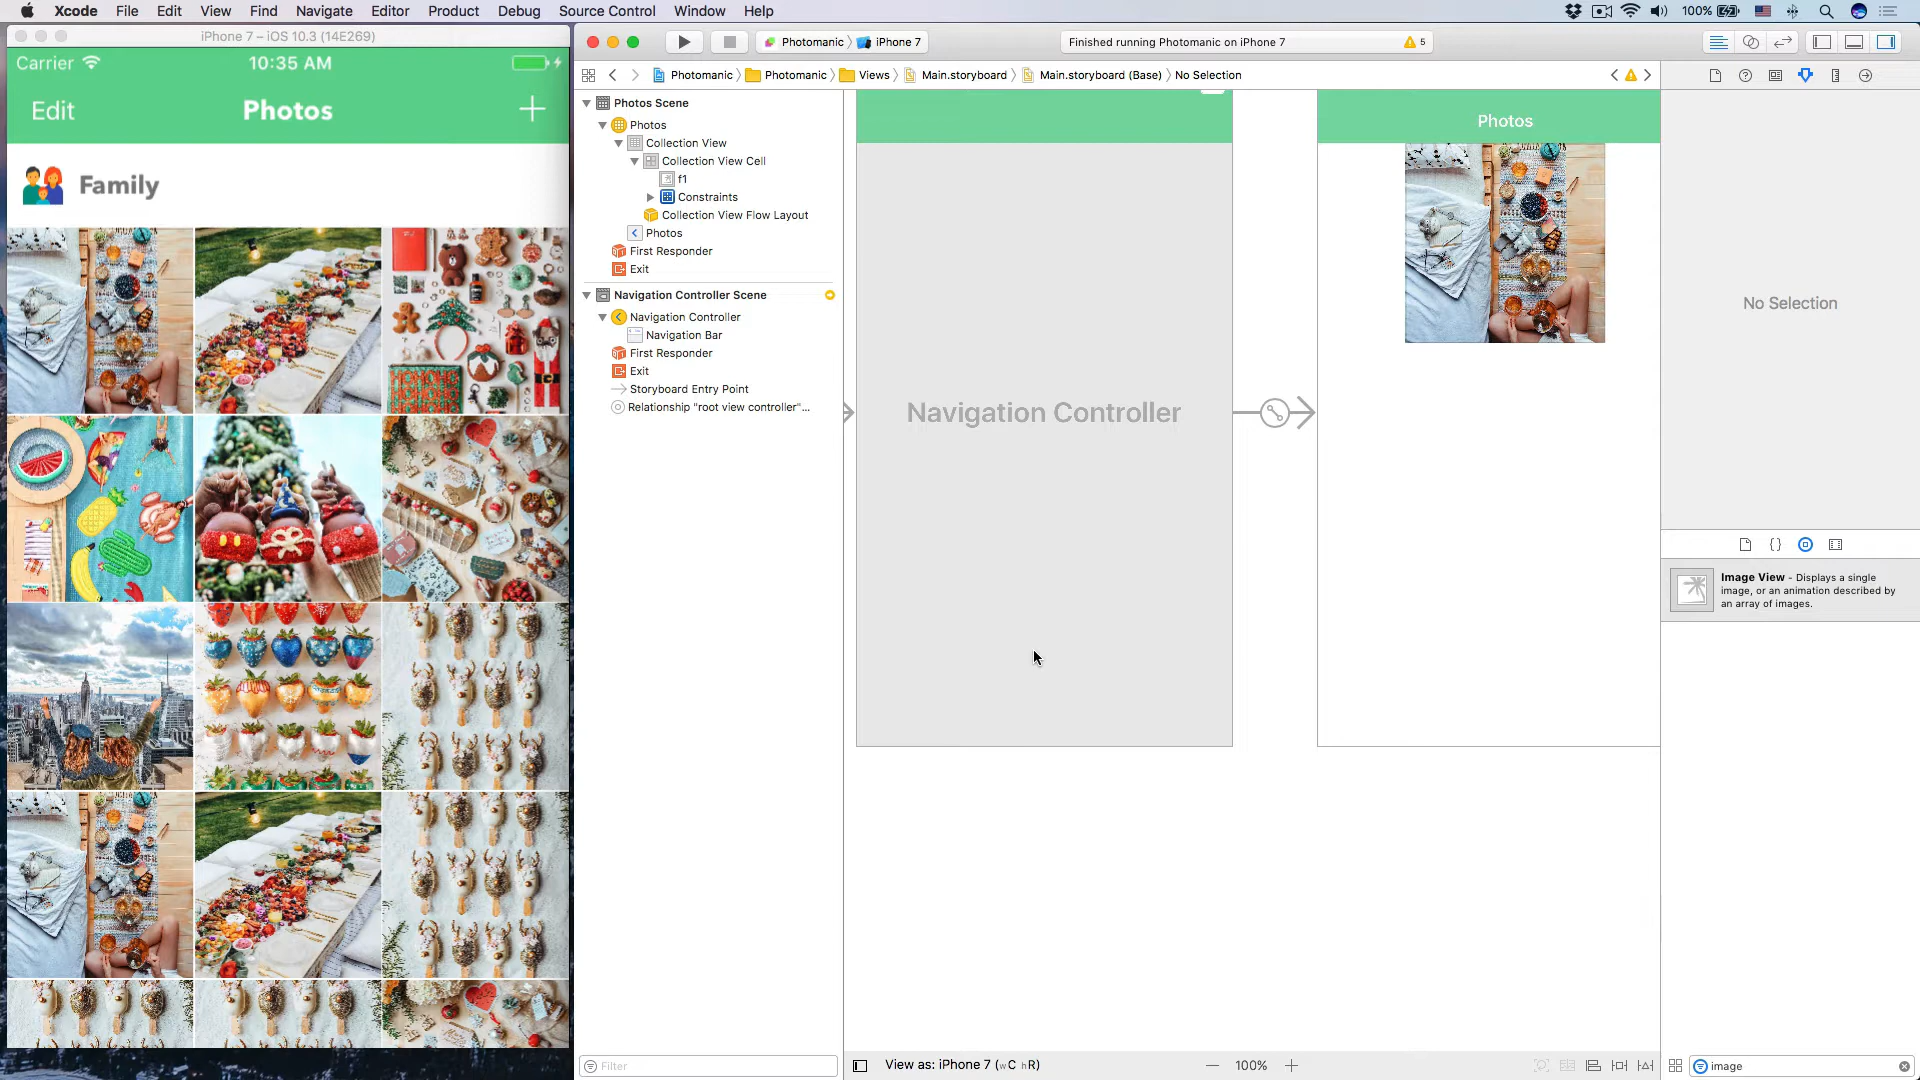 Xcode File Edit View Find Navigate Editor Product Debug Source Control Window Help
100%
iPhone 7 – iOS 10.3 (14E269)
Carrier 10:35 AM
Edit Photos
Family
Photomanic iPhone 7
Finished running Photomanic on iPhone 7
5
Photomanic Photomanic Views Main.storyboard Main.storyboard (Base) No Selection
Photos Scene
Photos
Collection View
Collection View Cell
f1
Constraints
Collection View Flow Layout
Photos
First Responder
Exit
Navigation Controller Scene
Navigation Controller
Navigation Bar
First Responder
Exit
Storyboard Entry Point
Relationship "root view controller"...
Filter
Navigation Controller
Photos
View as: iPhone 7 (wC hR)
100%
No Selection
Image View - Displays a single
image, or an animation described by
an array of images.
image